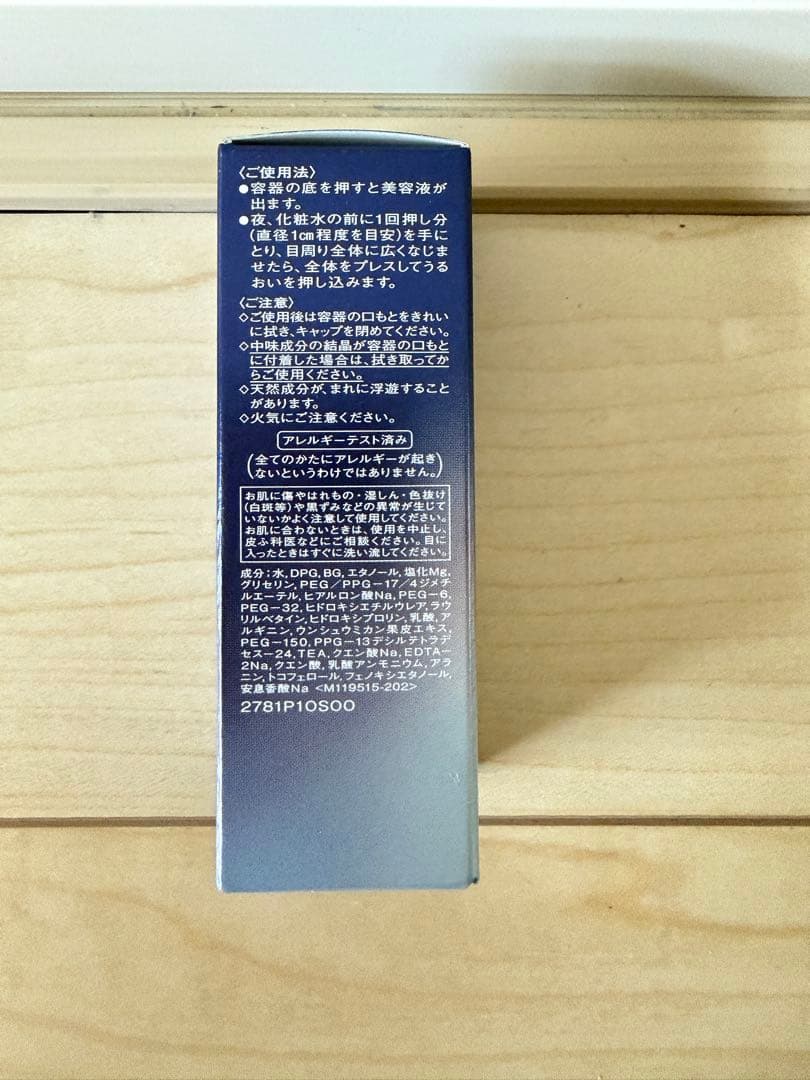 〈ご使用法〉
●容器の底を押すと美容液が
出ます。
●夜、化粧水の前に1回押し分
(直径1cm程度を目安)を手に
とり、目周り全体に広くなじま
せたら、全体をプレスしてうる
おいを押し込みます。
〈ご注意〉
◇ご使用後は容器の口もとをきれい
に拭き、キャップを閉めてください。
◇中味成分の結晶が容器の口もと
に付着した場合は、拭き取ってか
らご使用ください。
◇天然成分が、まれに浮遊すること
があります。
◇火気にご注意ください。
アレルギーテスト済み
(全てのかたにアレルギーが起き
ないというわけではありません。)
お肌に傷やはれもの・湿しん・色抜け
(白斑等)や黒ずみなどの異常が生じて
いないかよく注意して使用してください。
お肌に合わないときは、使用を中止し、
皮ふ科医などにご相談ください。目に
入ったときはすぐに洗い流してください。
成分:水,DPG,BG,エタノール,塩化Mg,
グリセリン,PEG/PPG-17/4ジメチ
ルエーテル,ヒアルロン酸Na,PEG-6,
PEG-32,ヒドロキシエチルウレア,ラウ
リルベタイン,ヒドロキシプロリン,乳酸,ア
ルギニン,ウンシュウミカン果皮エキス,
PEG-150,PPG-13デシルテトラデ
セス-24,TEA,クエン酸Na,EDTA-
2Na,クエン酸,乳酸アンモニウム,アラ
ニン,トコフェロール,フェノキシエタノール,
安息香酸Na <M119515-202>
2781P10S00